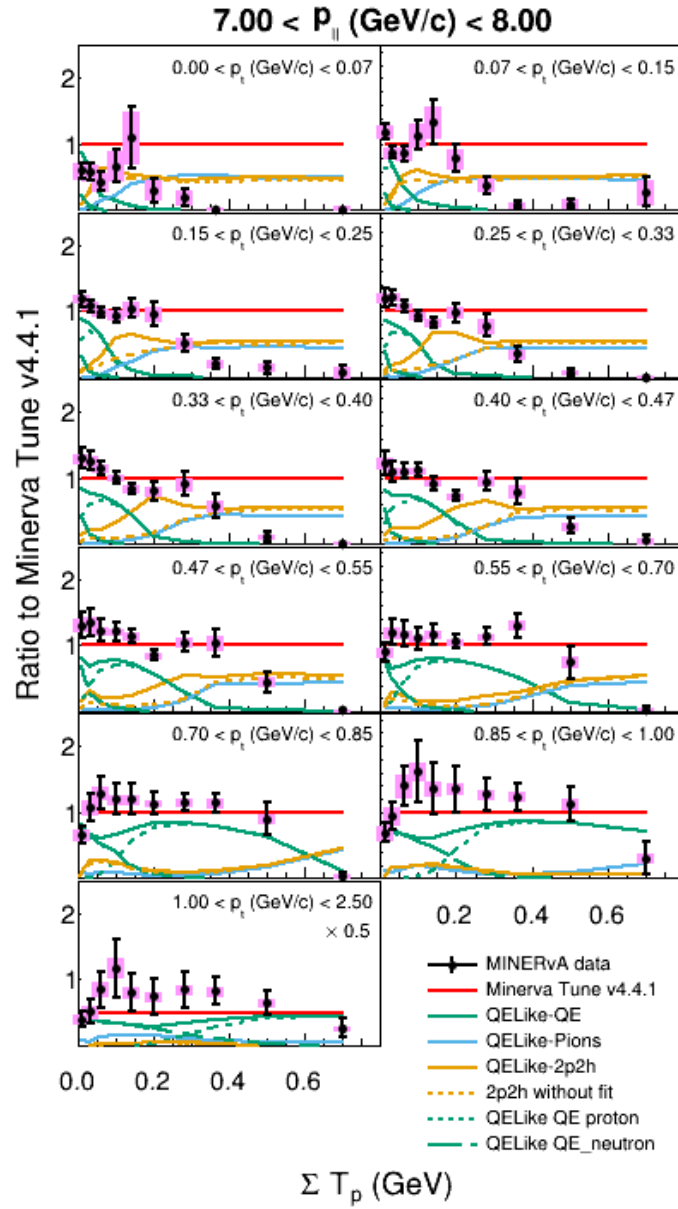 7.00 < p∥ (GeV/c) < 8.00
Ratio to Minerva Tune v4.4.1
0.00 < pt (GeV/c) < 0.07
0.07 < pt (GeV/c) < 0.15
2
1
0.15 < pt (GeV/c) < 0.25
0.25 < pt (GeV/c) < 0.33
2
1
0.33 < pt (GeV/c) < 0.40
0.40 < pt (GeV/c) < 0.47
2
1
0.47 < pt (GeV/c) < 0.55
0.55 < pt (GeV/c) < 0.70
2
1
0.70 < pt (GeV/c) < 0.85
0.85 < pt (GeV/c) < 1.00
2
1
1.00 < pt (GeV/c) < 2.50
× 0.5
2
1
0.2 0.4 0.6
0.0 0.2 0.4 0.6
MINERvA data
Minerva Tune v4.4.1
QELike-QE
QELike-Pions
QELike-2p2h
2p2h without fit
QELike QE proton
QELike QE_neutron
Σ Tp (GeV)